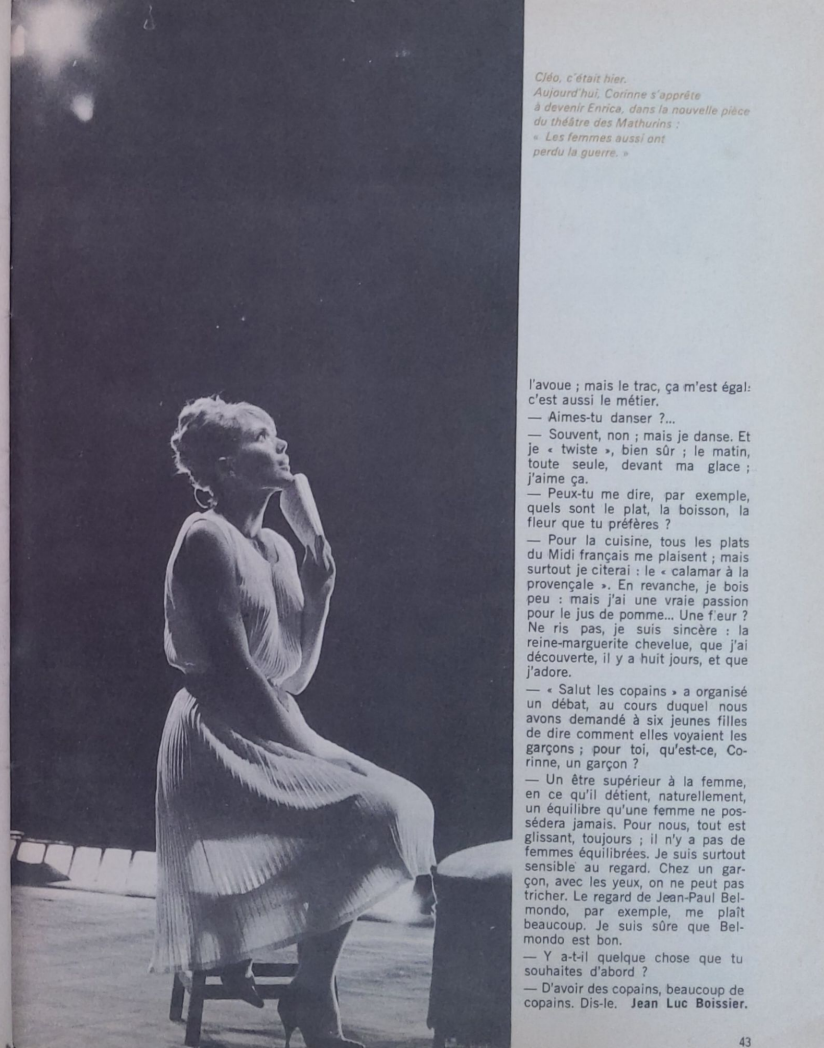 Cléo, c'était hier.
Aujourd'hui, Corinne s'apprête
à devenir Enrica, dans la nouvelle pièce
du théâtre des Mathurins :
« Les femmes aussi ont
perdu la guerre. »
l'avoue ; mais le trac, ça m'est égal:
c'est aussi le métier.
— Aimes-tu danser ?...
— Souvent, non ; mais je danse. Et
je « twiste », bien sûr ; le matin,
toute seule, devant ma glace ;
j'aime ça.
— Peux-tu me dire, par exemple,
quels sont le plat, la boisson, la
fleur que tu préfères ?
— Pour la cuisine, tous les plats
du Midi français me plaisent ; mais
surtout je citerai : le « calamar à la
provençale ». En revanche, je bois
peu : mais j'ai une vraie passion
pour le jus de pomme... Une f.eur ?
Ne ris pas, je suis sincère : la
reine-marguerite chevelue, que j'ai
découverte, il y a huit jours, et que
j'adore.
— « Salut les copains » a organisé
un débat, au cours duquel nous
avons demandé à six jeunes filles
de dire comment elles voyaient les
garçons ; pour toi, qu'est-ce, Co-
rinne, un garçon ?
— Un être supérieur à la femme,
en ce qu'il détient, naturellement,
un équilibre qu'une femme ne pos-
sédera jamais. Pour nous, tout est
glissant, toujours ; il n'y a pas de
femmes équilibrées. Je suis surtout
sensible au regard. Chez un gar-
çon, avec les yeux, on ne peut pas
tricher. Le regard de Jean-Paul Bel-
mondo, par exemple, me plaît
beaucoup. Je suis sûre que Bel-
mondo est bon.
— Y a-t-il quelque chose que tu
souhaites d'abord ?
— D'avoir des copains, beaucoup de
copains. Dis-le. Jean Luc Boissier.
43